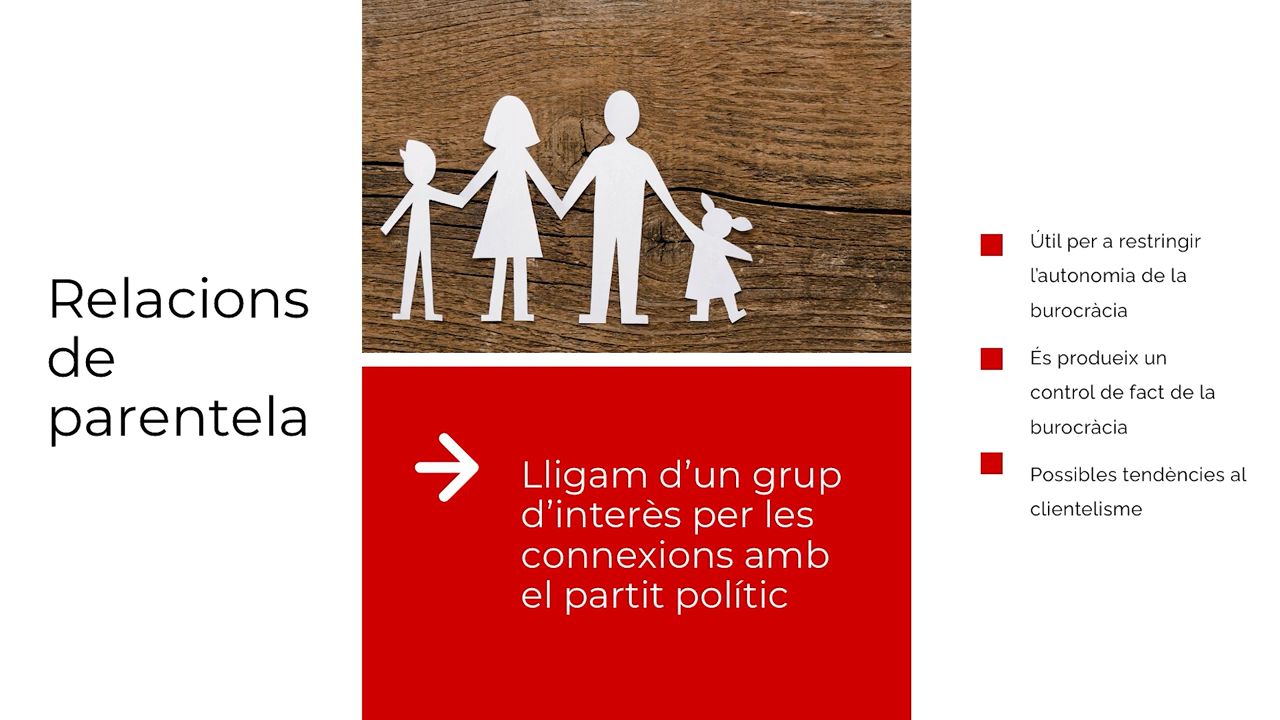 Relacions
de
parentela
Lligam d’un grup
d’interès per les
connexions amb
el partit polític
Útil per a restringir
l’autonomia de la
burocràcia
És produeix un
control de fact de la
burocràcia
Possibles tendències al
clientelisme